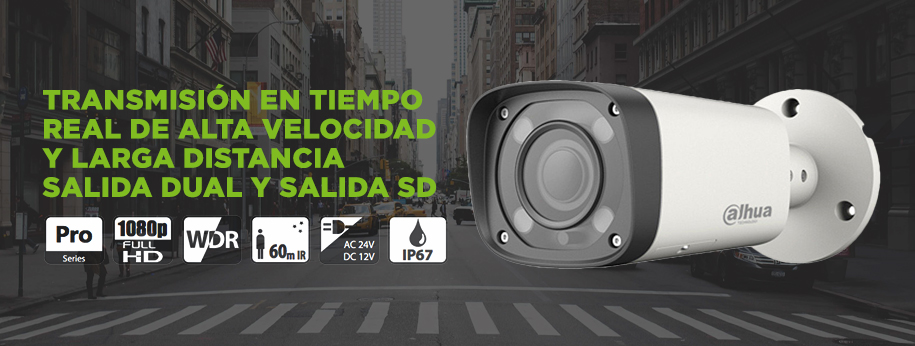 TRANSMISIÓN EN TIEMPO
REAL DE ALTA VELOCIDAD
Y LARGA DISTANCIA
SALIDA DUAL Y SALIDA SD
Pro
Series
1080p
FULL
HD
WDR
60m IR
AC 24V
DC 12V
IP67
alhua
TECHNOLOGY